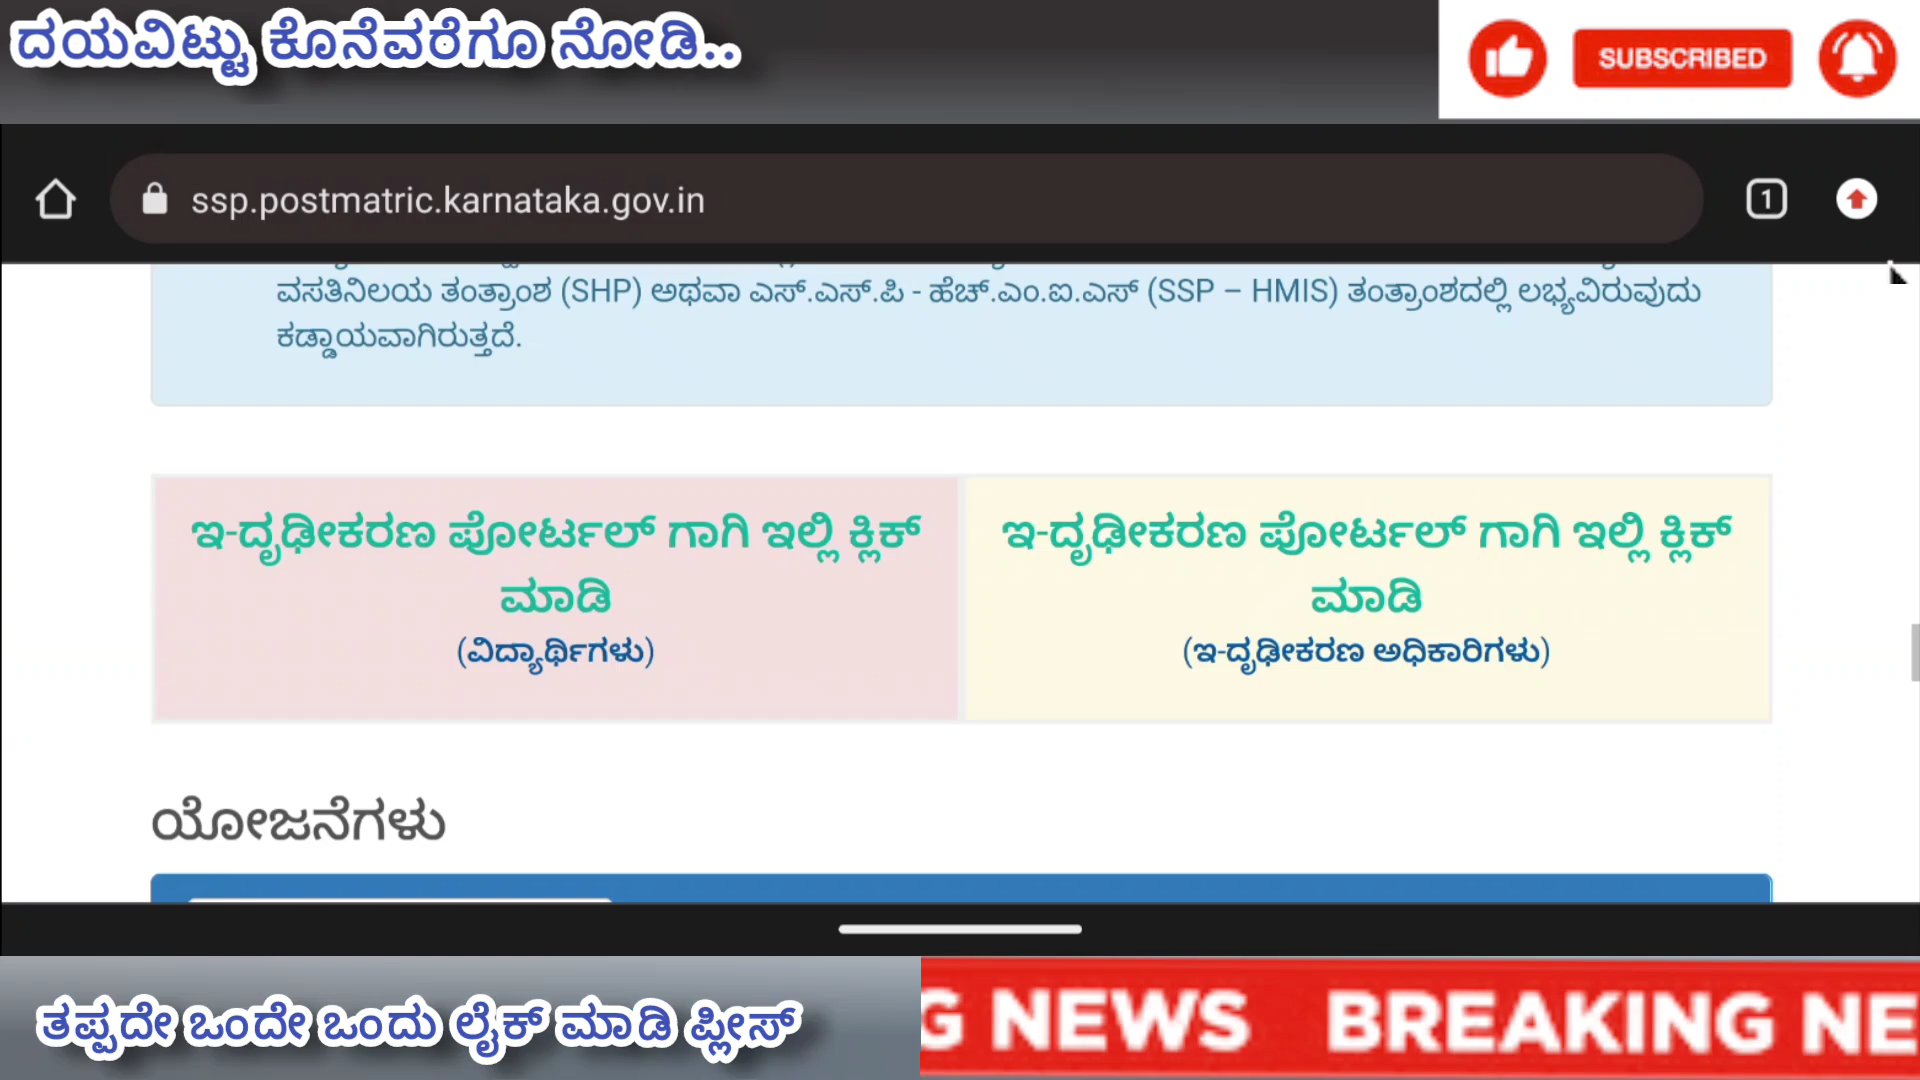 ದಯವಿಟ್ಟು ಕೊನೆವರೆಗೂ ನೋಡಿ..
SUBSCRIBED
ssp.postmatric.karnataka.gov.in
1
ವಸತಿನಿಲಯ ತಂತ್ರಾಂಶ (SHP) ಅಥವಾ ಎಸ್.ಎಸ್.ಪಿ - ಹೆಚ್.ಎಂ.ಐ.ಎಸ್ (SSP – HMIS) ತಂತ್ರಾಂಶದಲ್ಲಿ ಲಭ್ಯವಿರುವುದು
ಕಡ್ಡಾಯವಾಗಿರುತ್ತದೆ.
ಇ-ದೃಢೀಕರಣ ಪೋರ್ಟಲ್ ಗಾಗಿ ಇಲ್ಲಿ ಕ್ಲಿಕ್
ಮಾಡಿ
(ವಿದ್ಯಾರ್ಥಿಗಳು)
ಇ-ದೃಢೀಕರಣ ಪೋರ್ಟಲ್ ಗಾಗಿ ಇಲ್ಲಿ ಕ್ಲಿಕ್
ಮಾಡಿ
(ಇ-ದೃಢೀಕರಣ ಅಧಿಕಾರಿಗಳು)
ಯೋಜನೆಗಳು
ತಪ್ಪದೇ ಒಂದೇ ಒಂದು ಲೈಕ್ ಮಾಡಿ ಪ್ಲೀಸ್
G NEWS BREAKING NE